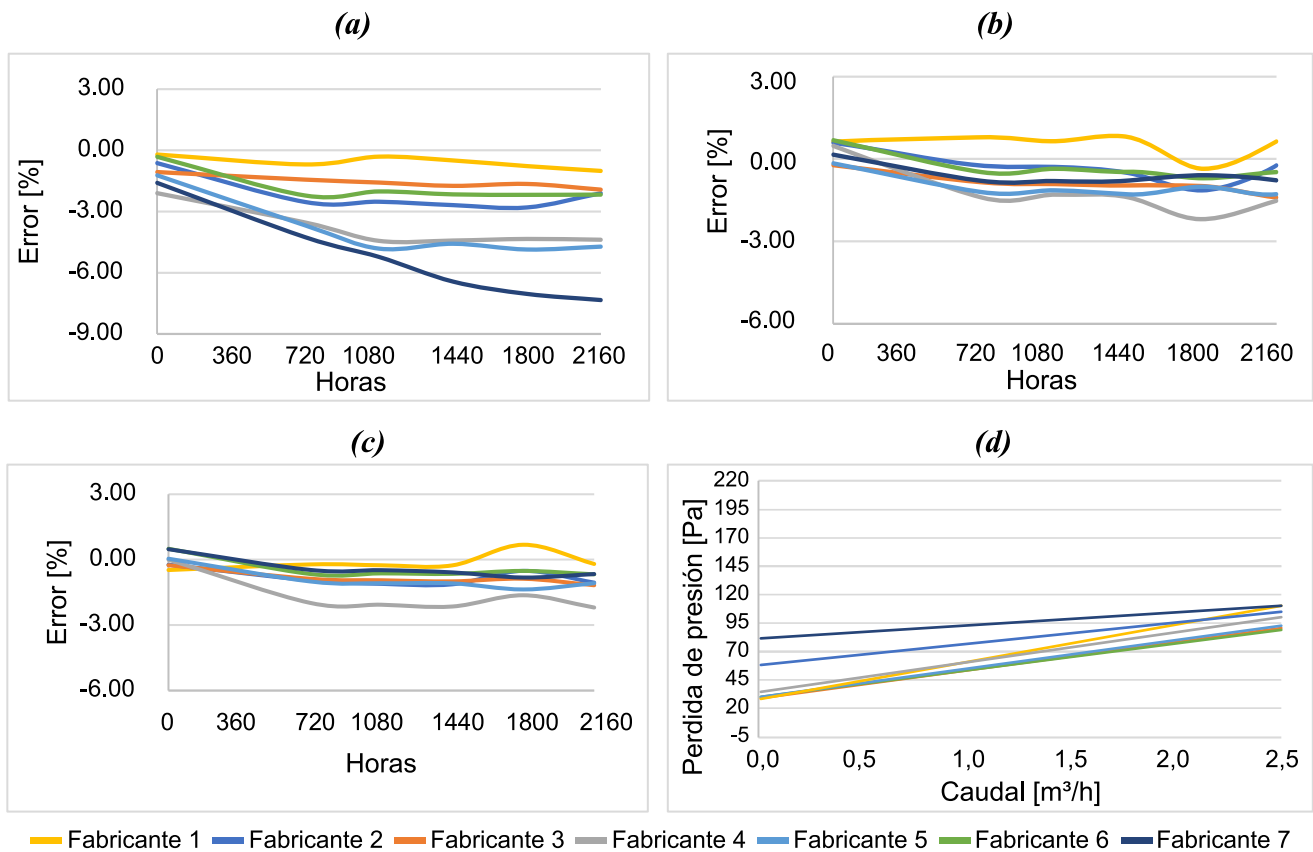 (a)
3.00
0.00
-3.00
-6.00
-9.00
Error [%]
0 360 720 1080 1440 1800 2160
Horas
(b)
3.00
0.00
-3.00
-6.00
Error [%]
0 360 720 1080 1440 1800 2160
Horas
(c)
3.00
0.00
-3.00
-6.00
Error [%]
0 360 720 1080 1440 1800 2160
Horas
(d)
220
195
170
145
120
95
70
45
20
-5
Perdida de presión [Pa]
0,0 0,5 1,0 1,5 2,0 2,5
Caudal [m³/h]
Fabricante 1 Fabricante 2 Fabricante 3 Fabricante 4 Fabricante 5 Fabricante 6 Fabricante 7